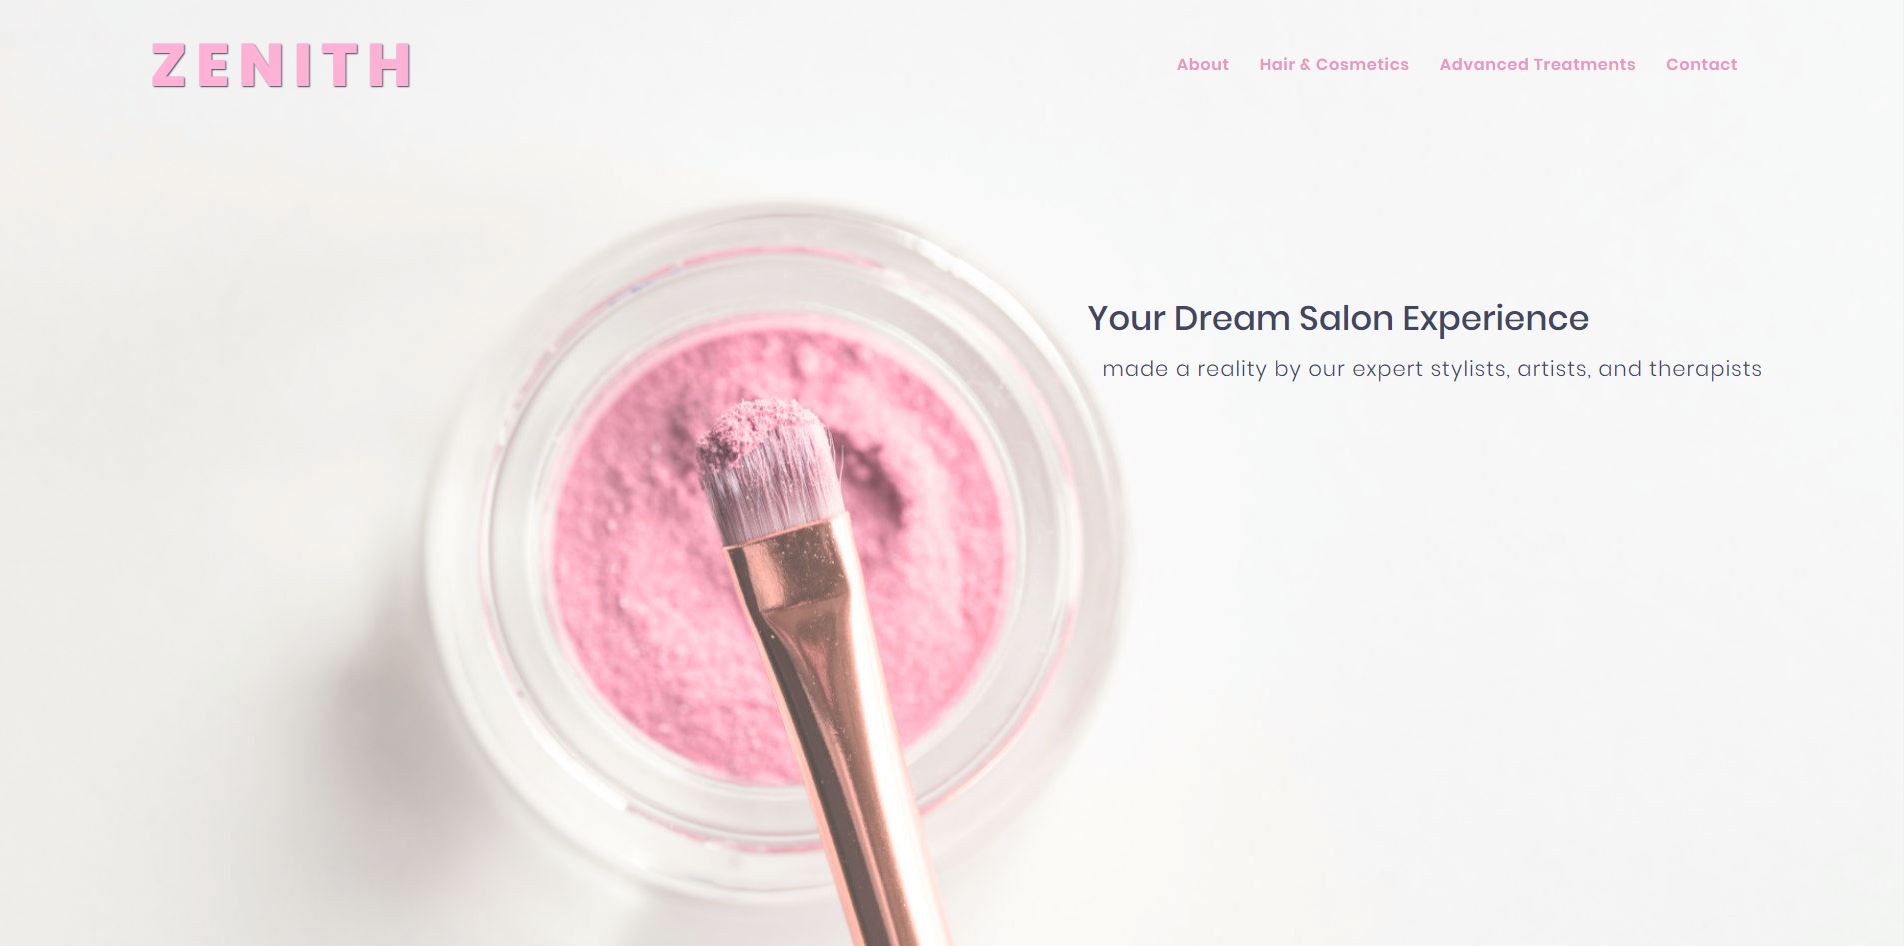 ZENITH
About Hair & Cosmetics Advanced Treatments Contact
Your Dream Salon Experience
made a reality by our expert stylists, artists, and therapists